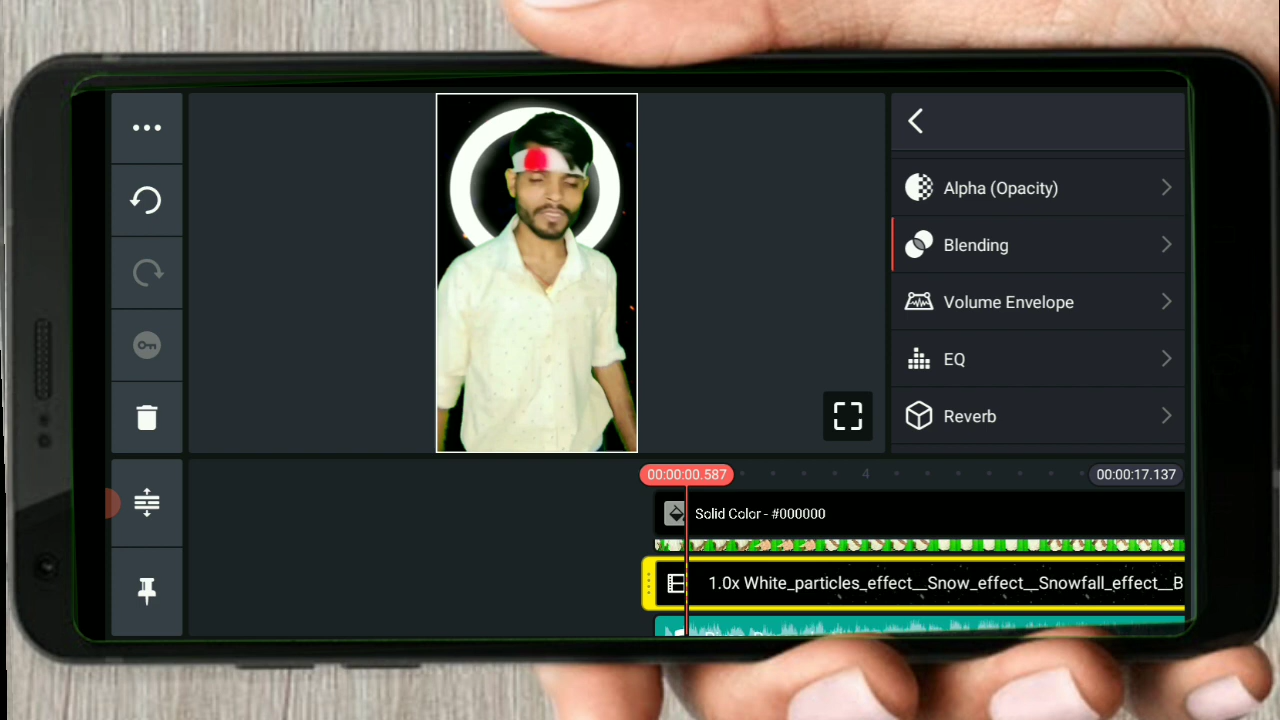 Alpha (Opacity)
Blending
Volume Envelope
EQ
Reverb
00:00:00.587
4
00:00:17.137
Solid Color - #000000
1.0x White_particles_effect__Snow_effect__Snowfall_effect__B